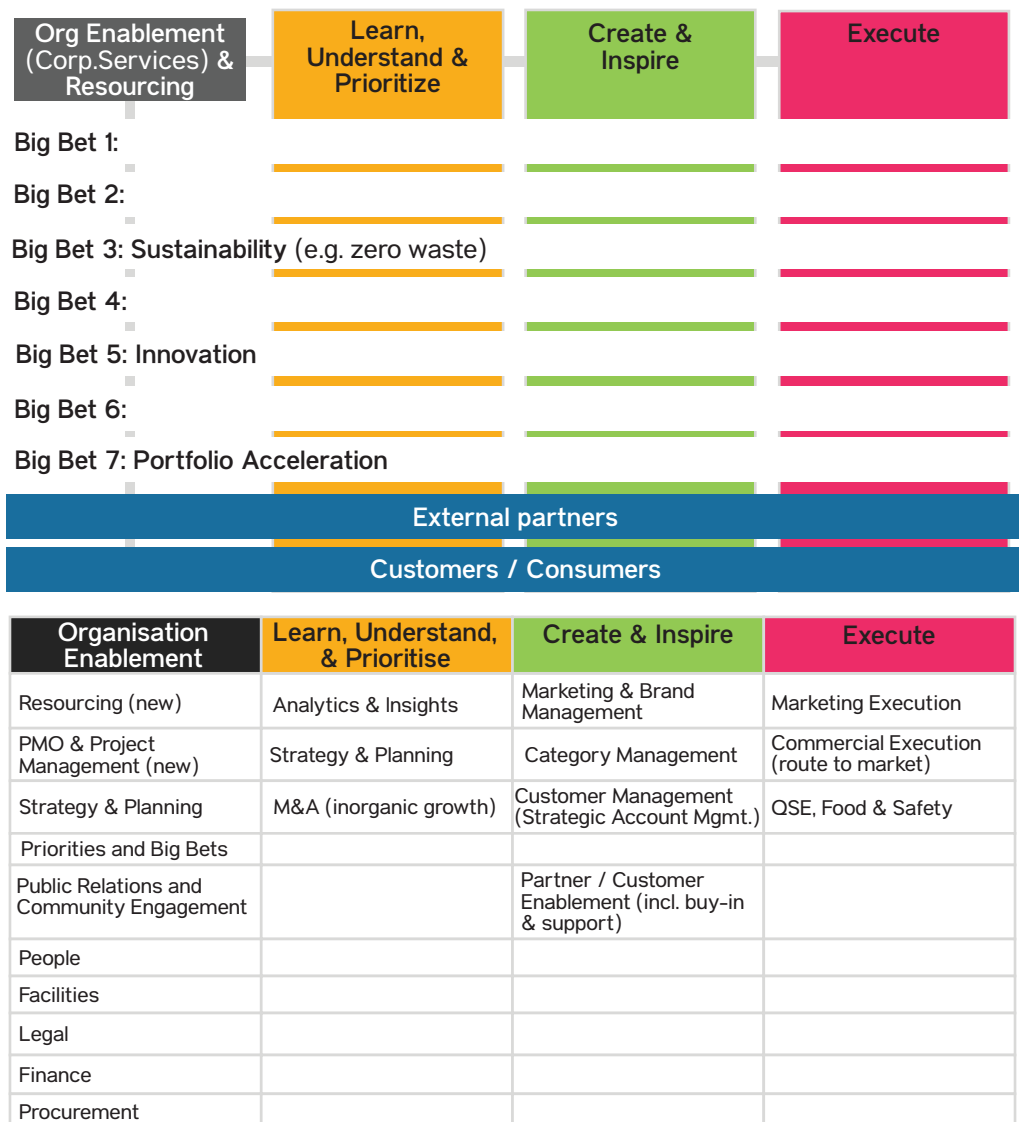 Org Enablement
(Corp.Services) &
Resourcing
Learn,
Understand &
Prioritize
Create &
Inspire
Execute
Big Bet 1:
Big Bet 2:
Big Bet 3: Sustainability (e.g. zero waste)
Big Bet 4:
Big Bet 5: Innovation
Big Bet 6:
Big Bet 7: Portfolio Acceleration
External partners
Customers / Consumers
Organisation
Enablement
Learn, Understand,
& Prioritise
Create & Inspire
Execute
Resourcing (new)
Analytics & Insights
Marketing & Brand
Management
Marketing Execution
PMO & Project
Management (new)
Strategy & Planning
Category Management
Commercial Execution
(route to market)
Strategy & Planning
M&A (inorganic growth)
Customer Management
(Strategic Account Mgmt.)
QSE, Food & Safety
Priorities and Big Bets
Public Relations and
Community Engagement
Partner / Customer
Enablement (incl. buy-in
& support)
People
Facilities
Legal
Finance
Procurement